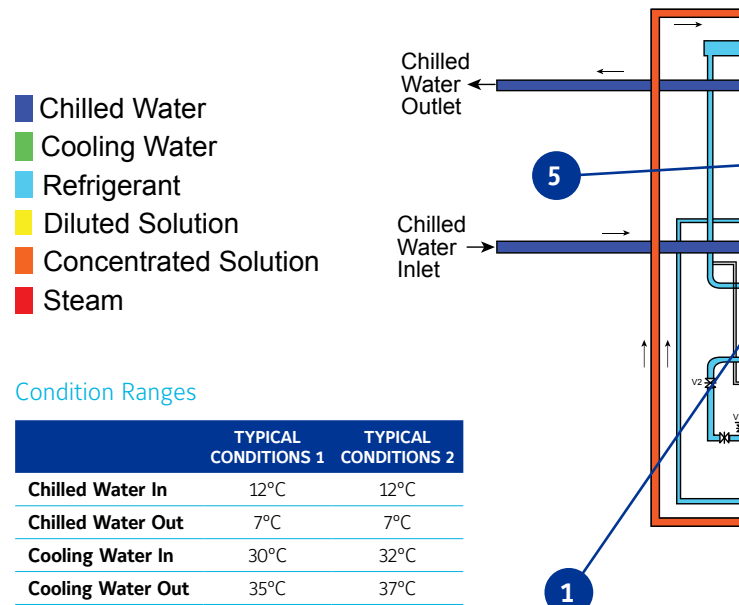 Chilled Water
Cooling Water
Refrigerant
Diluted Solution
Concentrated Solution
Steam
Chilled
Water
Outlet
5
Chilled
Water
Inlet
V2
V
1
Condition Ranges
TYPICAL CONDITIONS 1 TYPICAL CONDITIONS 2
Chilled Water In 12°C 12°C
Chilled Water Out 7°C 7°C
Cooling Water In 30°C 32°C
Cooling Water Out 35°C 37°C